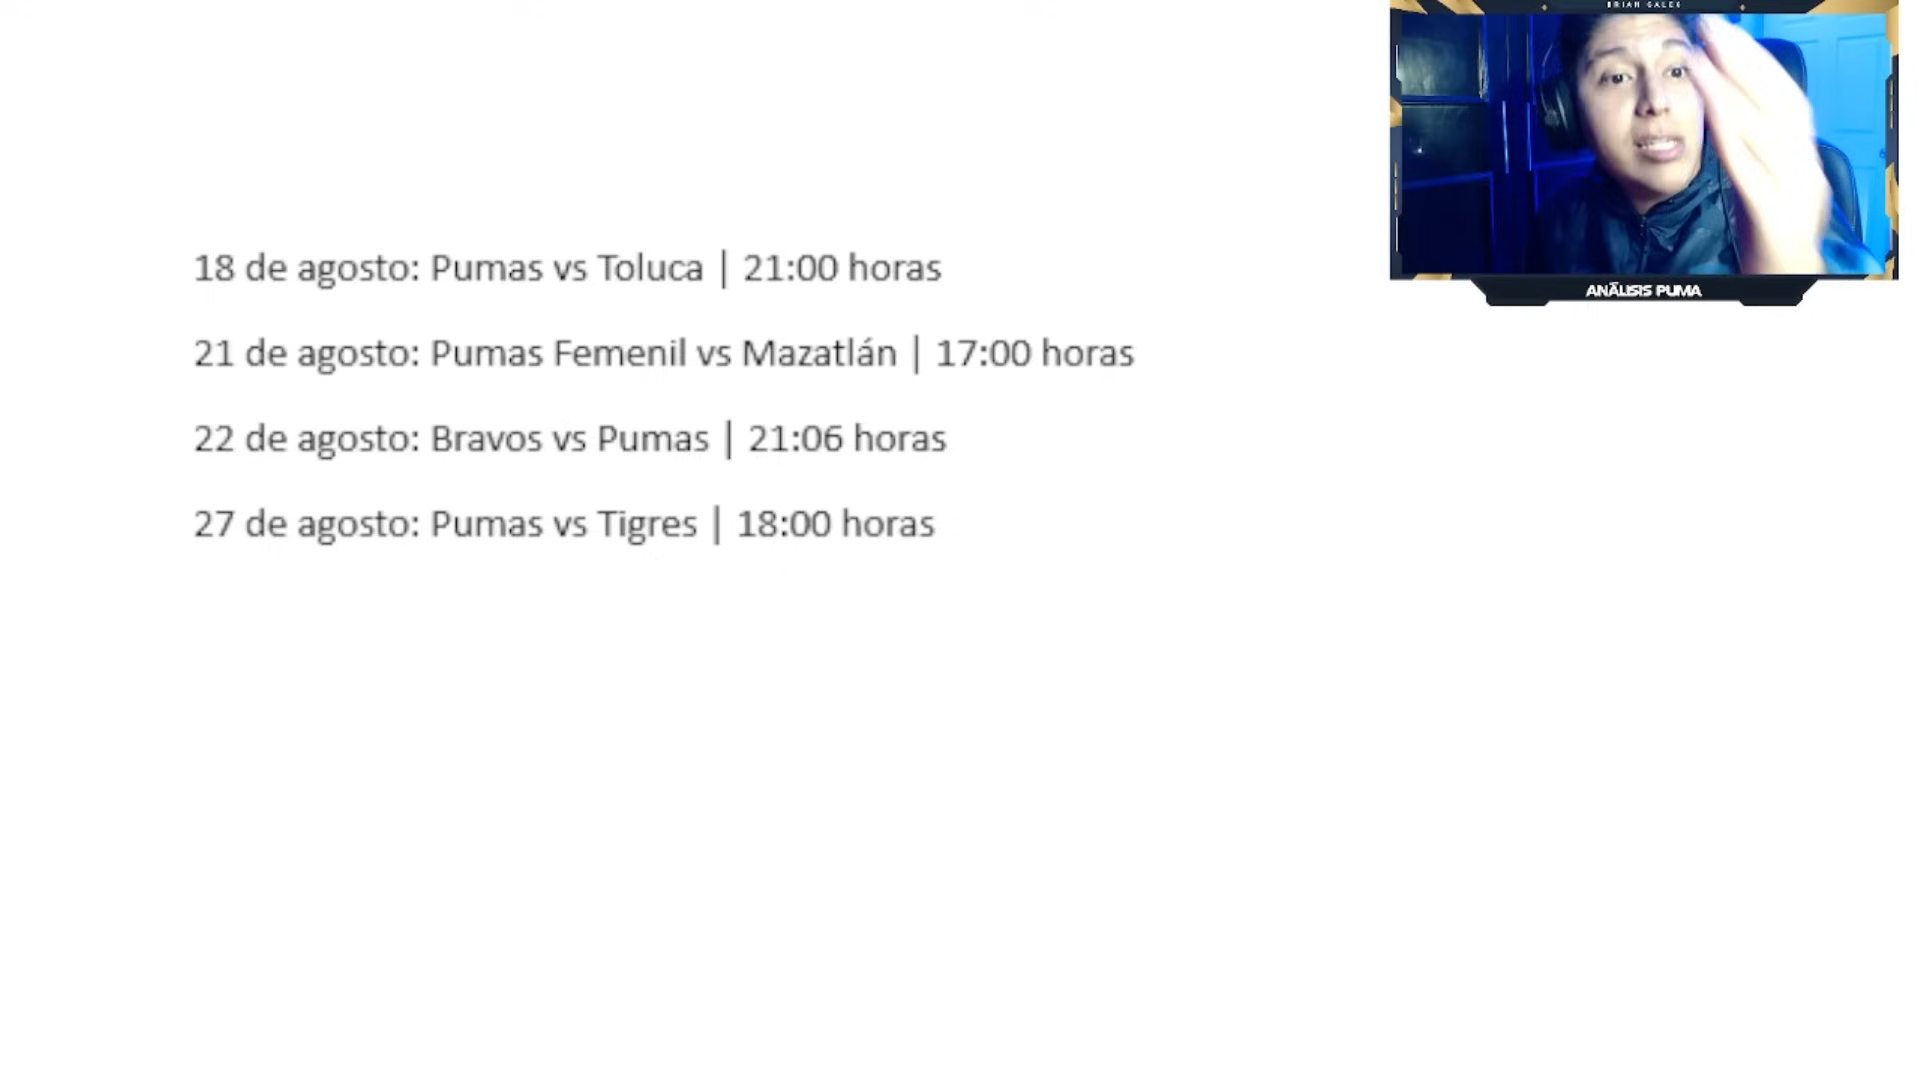 BRIAN GALEX
18 de agosto: Pumas vs Toluca | 21:00 horas
21 de agosto: Pumas Femenil vs Mazatlán | 17:00 horas
22 de agosto: Bravos vs Pumas | 21:06 horas
27 de agosto: Pumas vs Tigres | 18:00 horas
ANÁLISIS PUMA